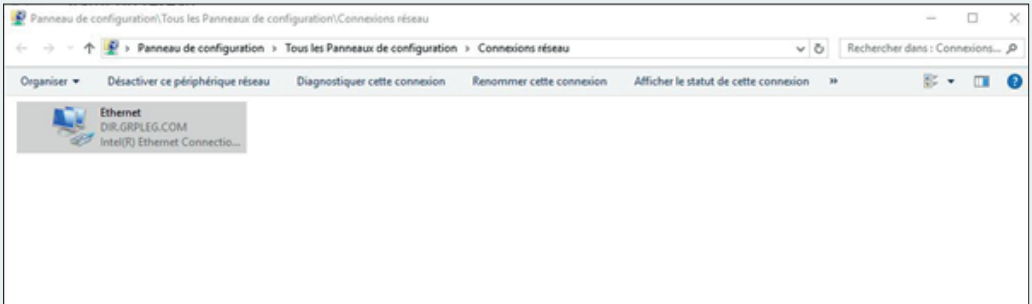 Panneau de configuration\Tous les Panneaux de configuration\Connexions réseau
Panneau de configuration > Tous les Panneaux de configuration > Connexions réseau
Rechercher dans : Connexions...
Organiser Désactiver ce périphérique réseau Diagnostiquer cette connexion Renommer cette connexion Afficher le statut de cette connexion »
Ethernet
DIR.GRPLEG.COM
Intel(R) Ethernet Connectio...